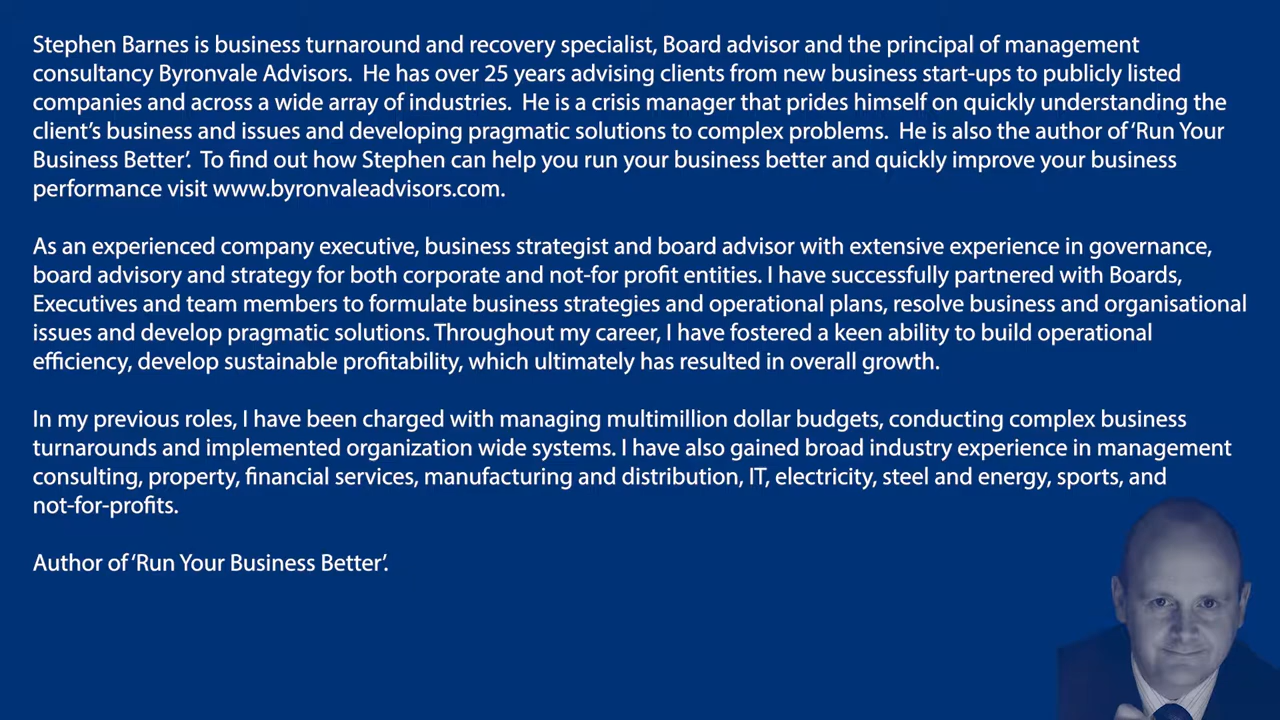 Stephen Barnes is business turnaround and recovery specialist, Board advisor and the principal of management
consultancy Byronvale Advisors.  He has over 25 years advising clients from new business start-ups to publicly listed
companies and across a wide array of industries.  He is a crisis manager that prides himself on quickly understanding the
client’s business and issues and developing pragmatic solutions to complex problems.  He is also the author of ‘Run Your
Business Better’.  To find out how Stephen can help you run your business better and quickly improve your business
performance visit www.byronvaleadvisors.com.
As an experienced company executive, business strategist and board advisor with extensive experience in governance,
board advisory and strategy for both corporate and not-for profit entities. I have successfully partnered with Boards,
Executives and team members to formulate business strategies and operational plans, resolve business and organisational
issues and develop pragmatic solutions. Throughout my career, I have fostered a keen ability to build operational
efficiency, develop sustainable profitability, which ultimately has resulted in overall growth.
In my previous roles, I have been charged with managing multimillion dollar budgets, conducting complex business
turnarounds and implemented organization wide systems. I have also gained broad industry experience in management
consulting, property, financial services, manufacturing and distribution, IT, electricity, steel and energy, sports, and
not-for-profits.
Author of ‘Run Your Business Better’.